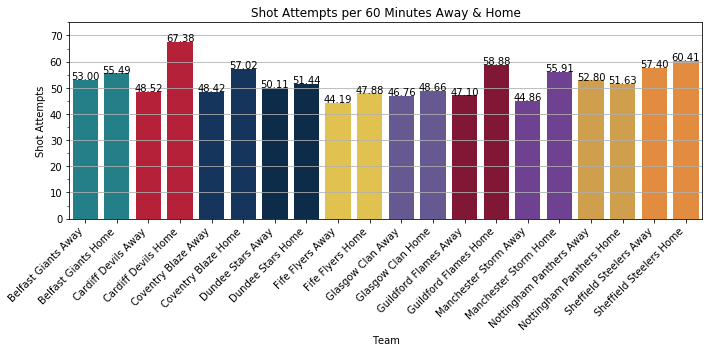 Shot Attempts per 60 Minutes Away & Home
Shot Attempts
70
60
50
40
30
20
10
0
53.00
55.49
48.52
67.38
48.42
57.02
50.11
51.44
44.19
47.88
46.76
48.66
47.10
58.88
44.86
55.91
52.80
51.63
57.40
60.41
Belfast Giants Away
Belfast Giants Home
Cardiff Devils Away
Cardiff Devils Home
Coventry Blaze Away
Coventry Blaze Home
Dundee Stars Away
Dundee Stars Home
Fife Flyers Away
Fife Flyers Home
Glasgow Clan Away
Glasgow Clan Home
Guildford Flames Away
Guildford Flames Home
Manchester Storm Away
Manchester Storm Home
Nottingham Panthers Away
Nottingham Panthers Home
Sheffield Steelers Away
Sheffield Steelers Home
Team